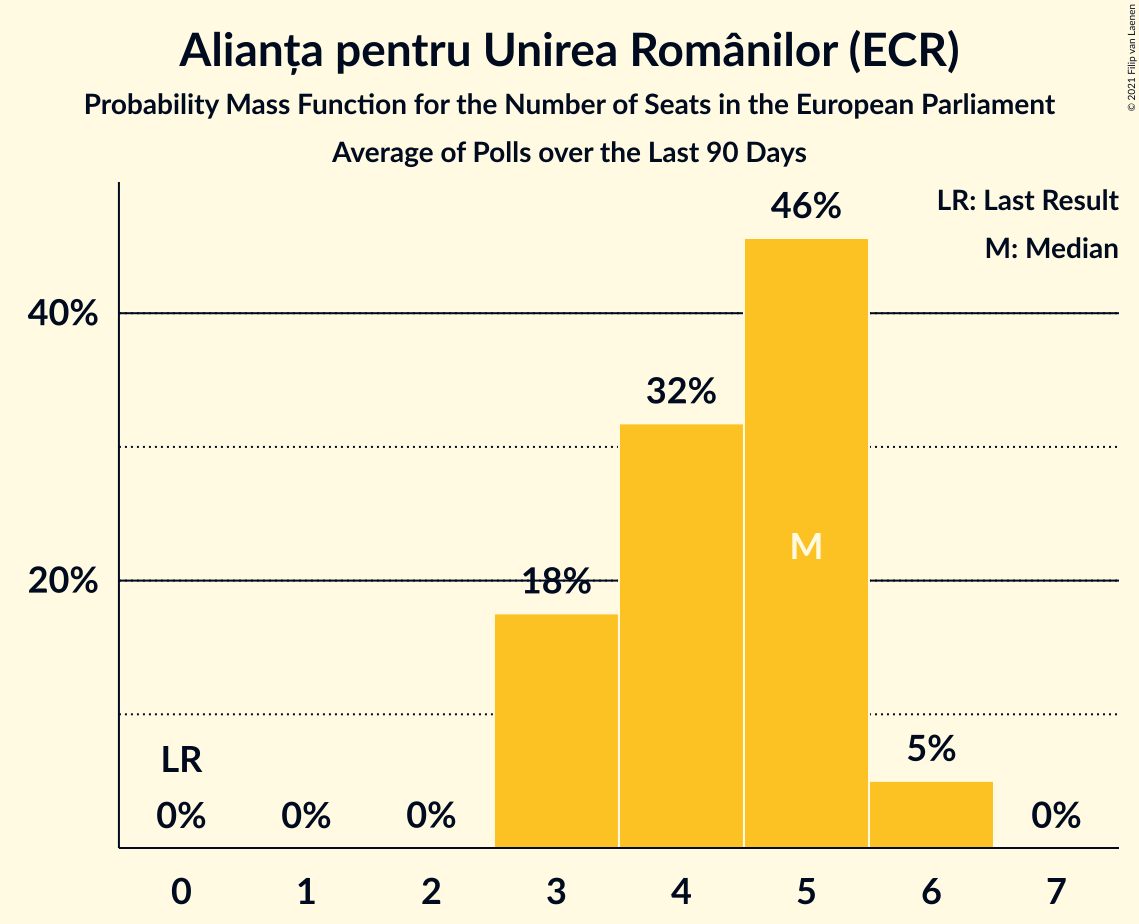 Alianța pentru Unirea Românilor (ECR)
Probability Mass Function for the Number of Seats in the European Parliament
Average of Polls over the Last 90 Days
© 2021 Filip van Laenen
LR: Last Result
M: Median
46%
40%
32%
M
20%
18%
LR
5%
0%
0%
0%
0%
0
1
2
3
4
5
6
7